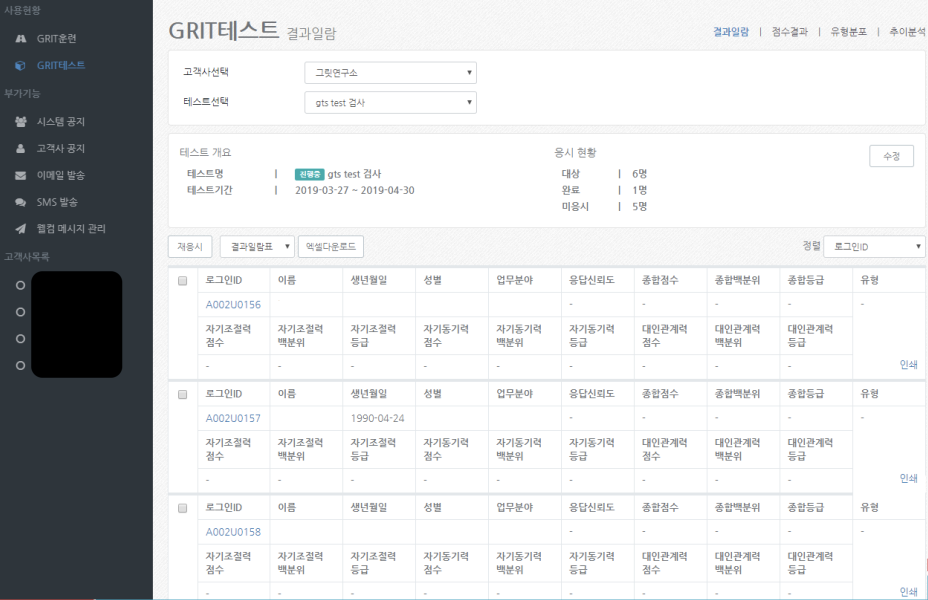 사용현황
GRIT훈련
GRIT테스트
부가기능
시스템 공지
고객사 공지
이메일 발송
SMS 발송
웰컴 메시지 관리
고객사목록
GRIT테스트 결과일람
결과일람 | 점수결과 | 유형분포 | 추이분석
고객사선택 그릿연구소
테스트선택 gts test 검사
테스트 개요
테스트명 | 진행중 gts test 검사
테스트기간 | 2019-03-27 ~ 2019-04-30
응시 현황
대상 | 6명
완료 | 1명
미응시 | 5명
수정
재응시 결과일람표 엑셀다운로드 정렬 로그인ID
로그인ID 이름 생년월일 성별 업무분야 응답신뢰도 종합점수 종합백분위 종합등급 유형
A002U0156 - - - - -
자기조절력 자기조절력 자기조절력 자기동기력 자기동기력 자기동기력 대인관계력 대인관계력 대인관계력
점수 백분위 등급 점수 백분위 등급 점수 백분위 등급
- - - - - - - - - 인쇄
로그인ID 이름 생년월일 성별 업무분야 응답신뢰도 종합점수 종합백분위 종합등급 유형
A002U0157 1990-04-24 - - - - -
자기조절력 자기조절력 자기조절력 자기동기력 자기동기력 자기동기력 대인관계력 대인관계력 대인관계력
점수 백분위 등급 점수 백분위 등급 점수 백분위 등급
- - - - - - - - - 인쇄
로그인ID 이름 생년월일 성별 업무분야 응답신뢰도 종합점수 종합백분위 종합등급 유형
A002U0158 - - - - -
자기조절력 자기조절력 자기조절력 자기동기력 자기동기력 자기동기력 대인관계력 대인관계력 대인관계력
점수 백분위 등급 점수 백분위 등급 점수 백분위 등급
- - - - - - - - - 인쇄